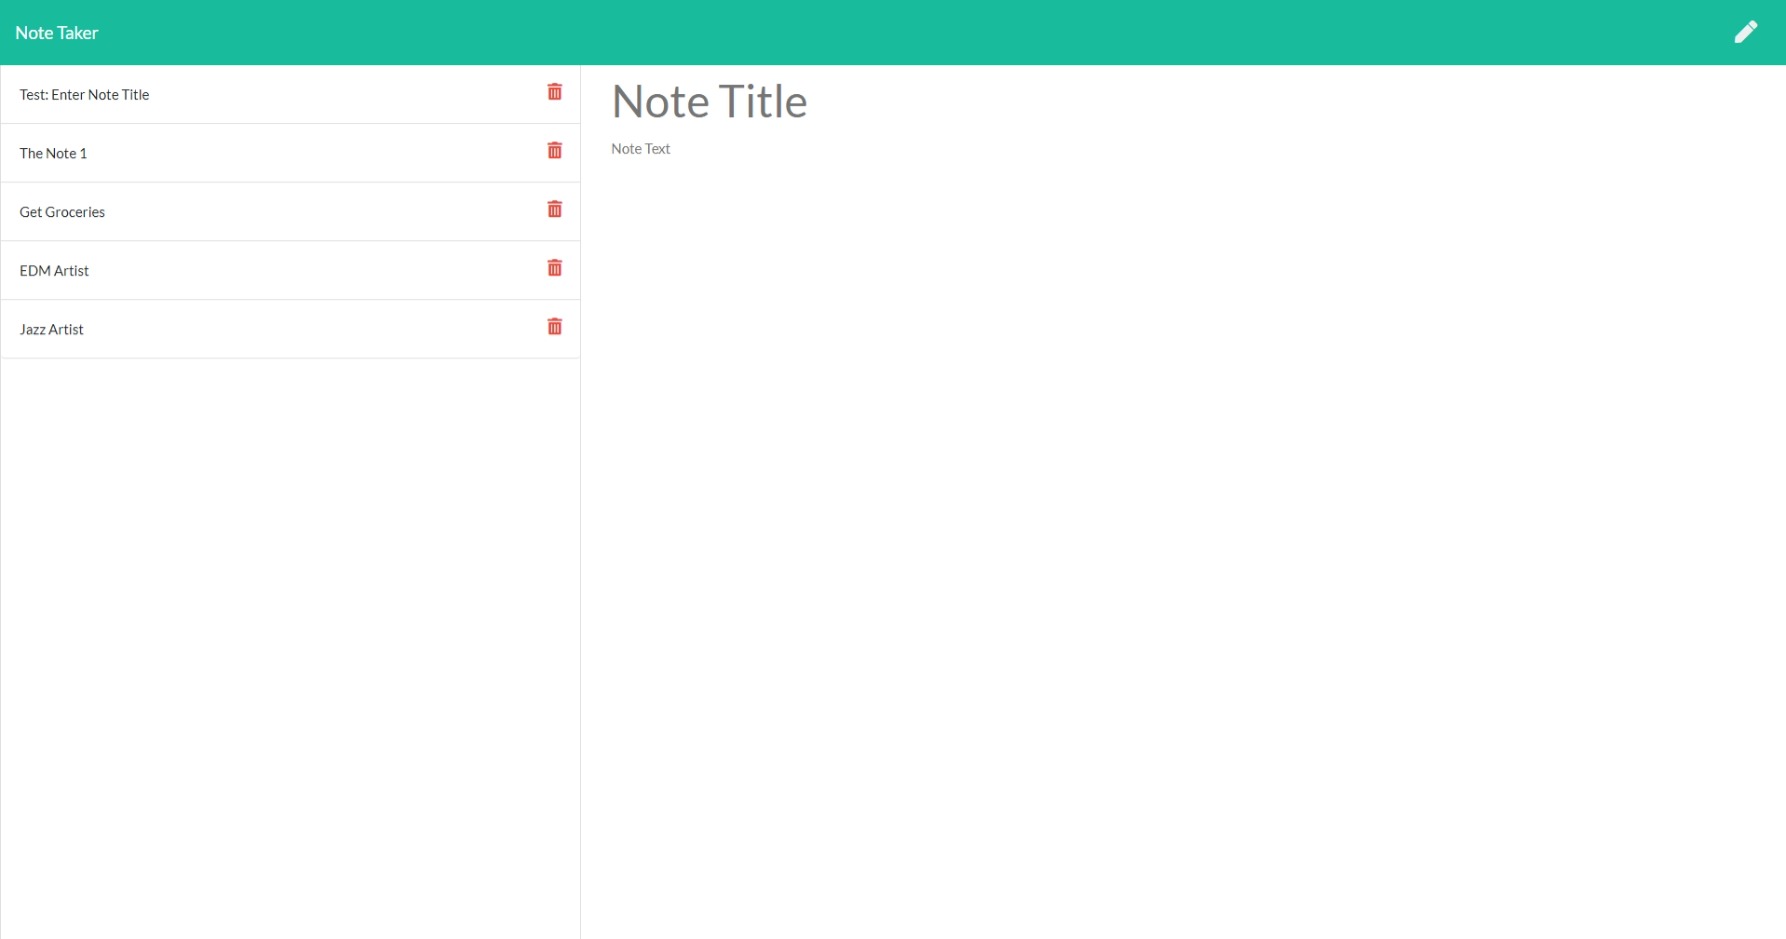 Note Taker
Test: Enter Note Title
The Note 1
Get Groceries
EDM Artist
Jazz Artist
Note Title
Note Text